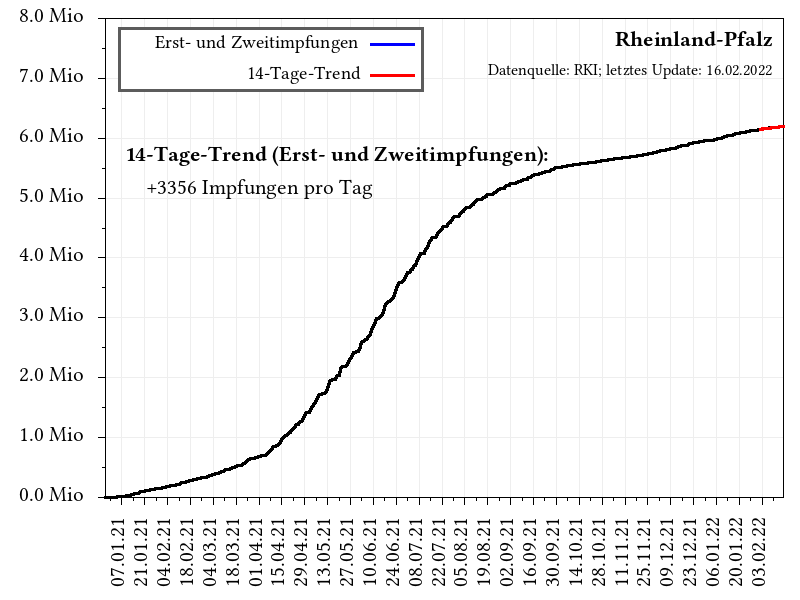 8.0 Mio
7.0 Mio
6.0 Mio
5.0 Mio
4.0 Mio
3.0 Mio
2.0 Mio
1.0 Mio
0.0 Mio
Erst- und Zweitimpfungen
14-Tage-Trend
Rheinland-Pfalz
Datenquelle: RKI; letztes Update: 16.02.2022
14-Tage-Trend (Erst- und Zweitimpfungen):
+3356 Impfungen pro Tag
07.01.21
21.01.21
04.02.21
18.02.21
04.03.21
18.03.21
01.04.21
15.04.21
29.04.21
13.05.21
27.05.21
10.06.21
24.06.21
08.07.21
22.07.21
05.08.21
19.08.21
02.09.21
16.09.21
30.09.21
14.10.21
28.10.21
11.11.21
25.11.21
09.12.21
23.12.21
06.01.22
20.01.22
03.02.22